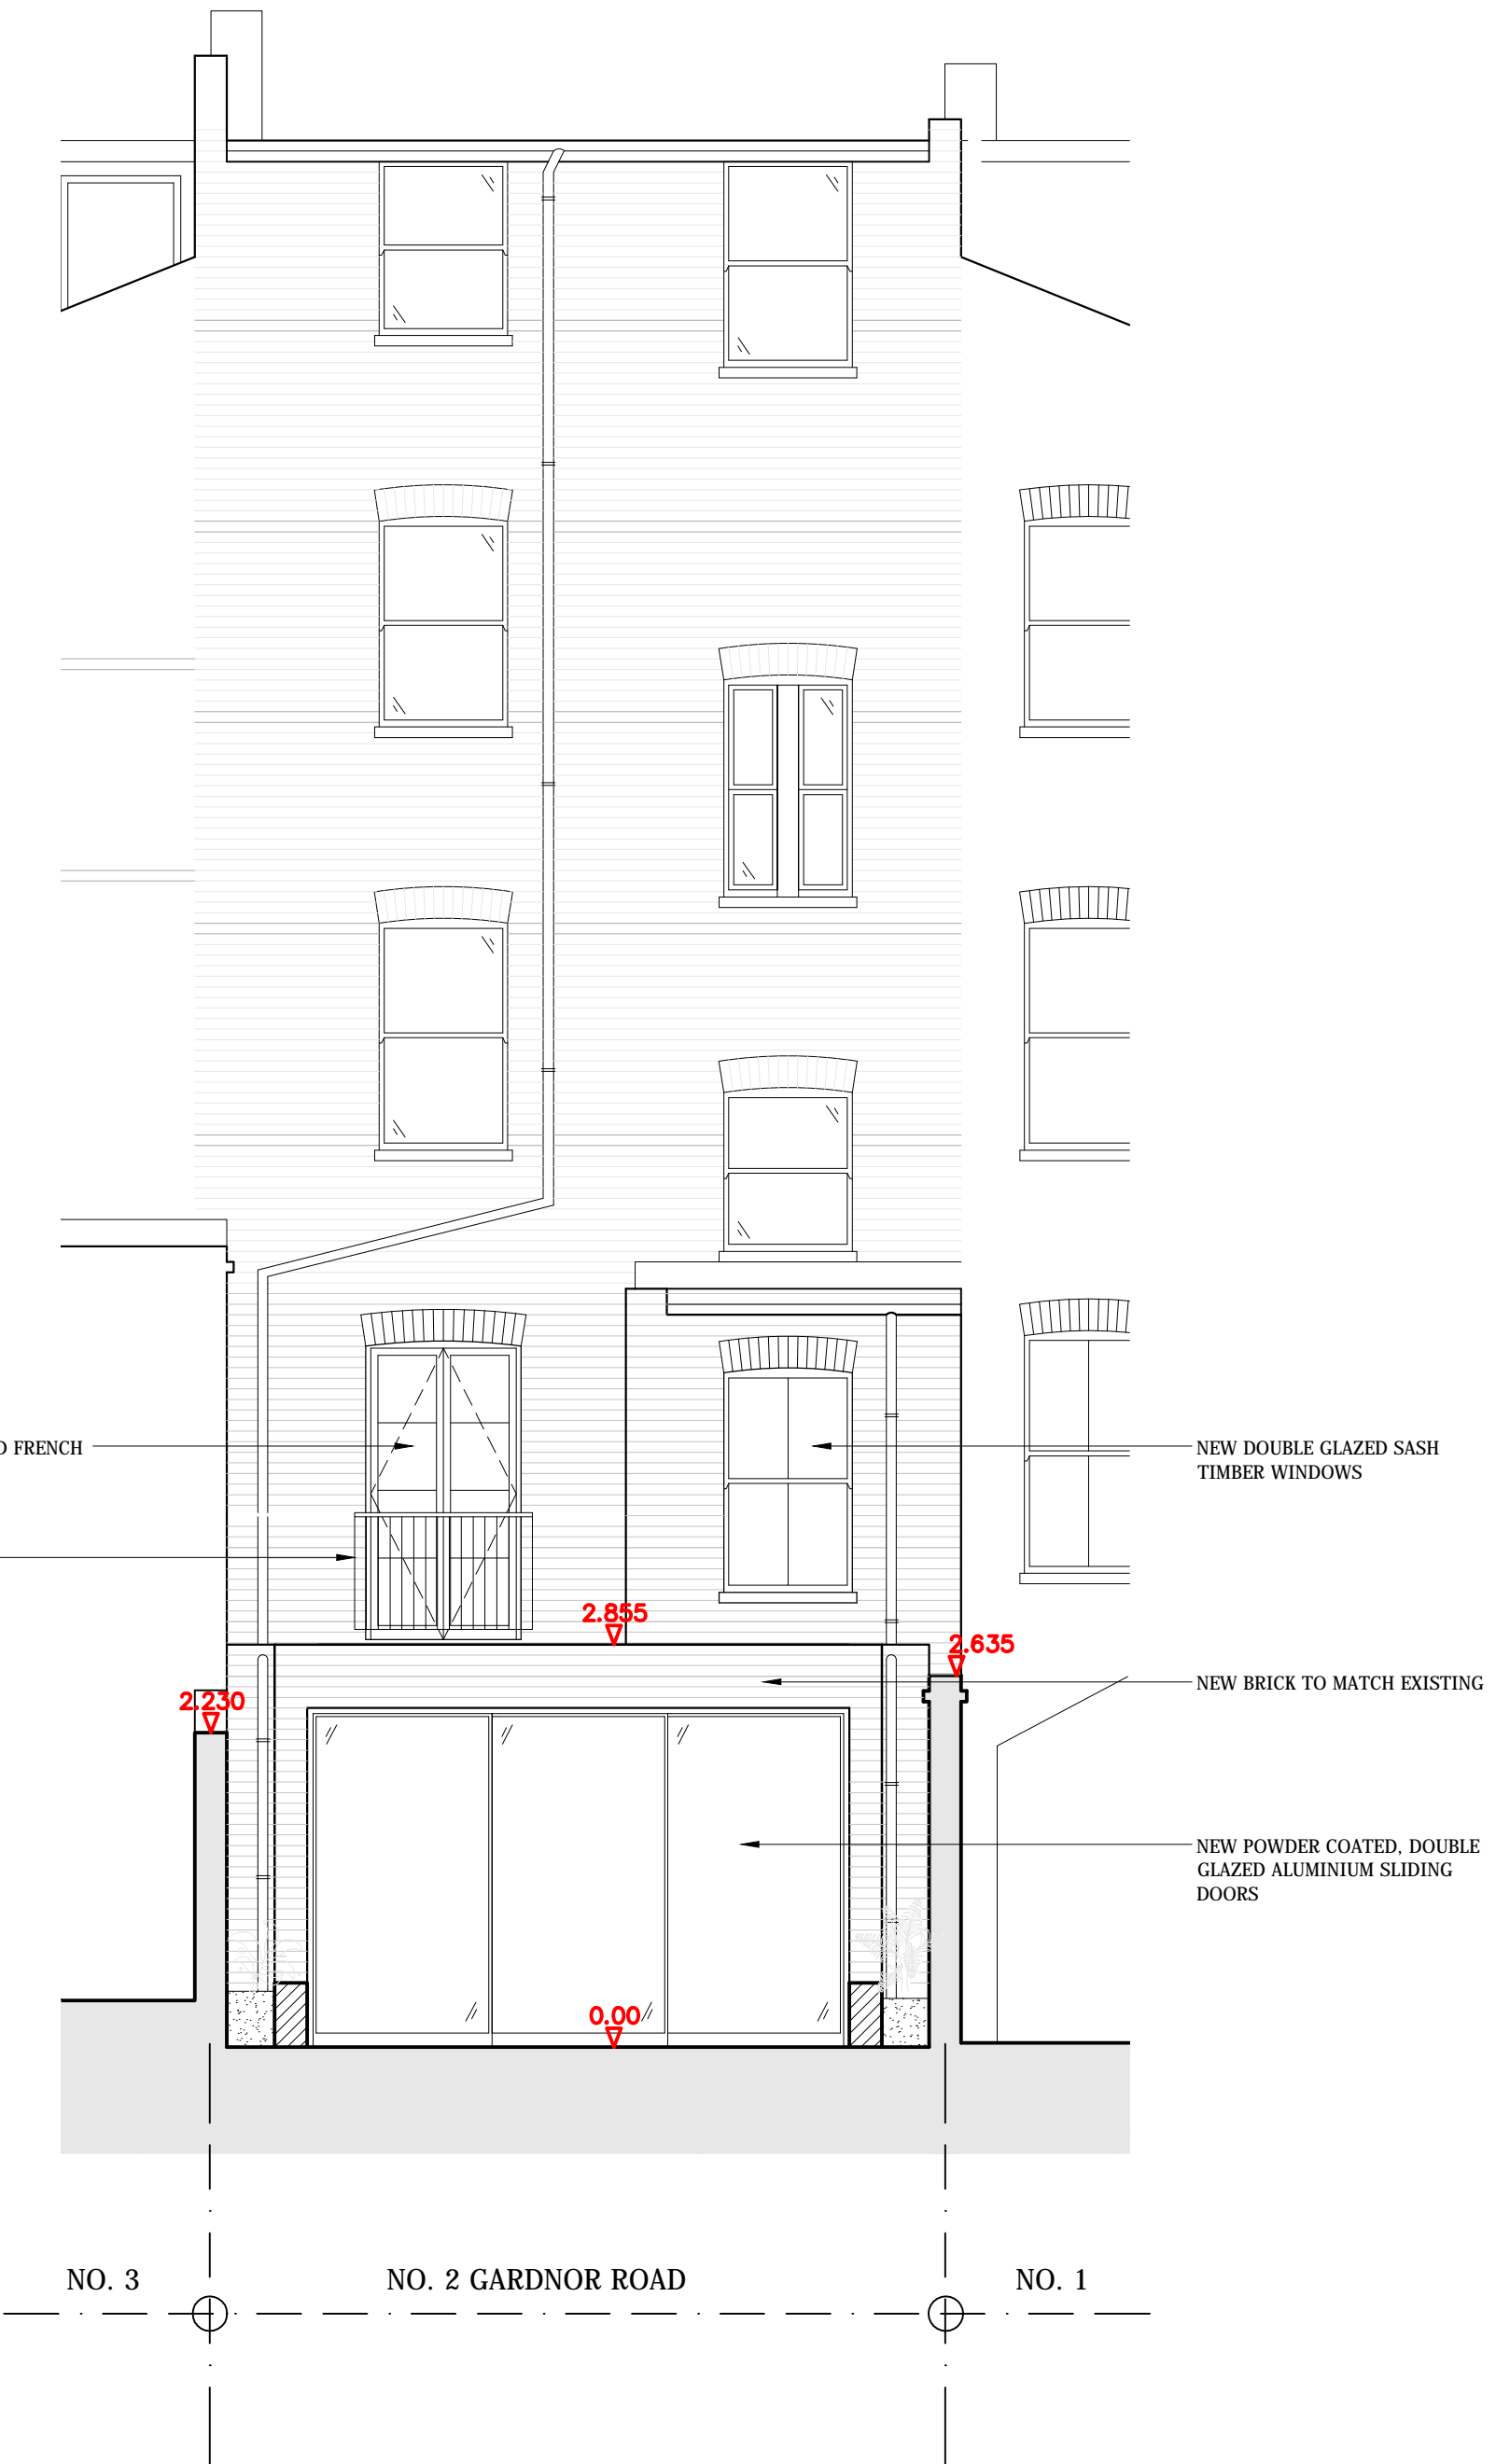 D FRENCH
NEW DOUBLE GLAZED SASH
TIMBER WINDOWS
2.855
2.635
2.230
NEW BRICK TO MATCH EXISTING
NEW POWDER COATED, DOUBLE
GLAZED ALUMINIUM SLIDING
DOORS
0.00
NO. 3
NO. 2 GARDNOR ROAD
NO. 1